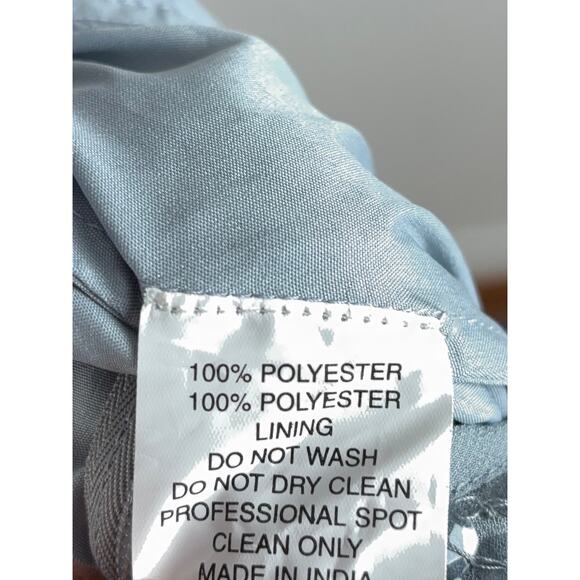 100% POLYESTER
100% POLYESTER
LINING
DO NOT WASH
DO NOT DRY CLEAN
PROFESSIONAL SPOT
CLEAN ONLY
MADE IN INDIA